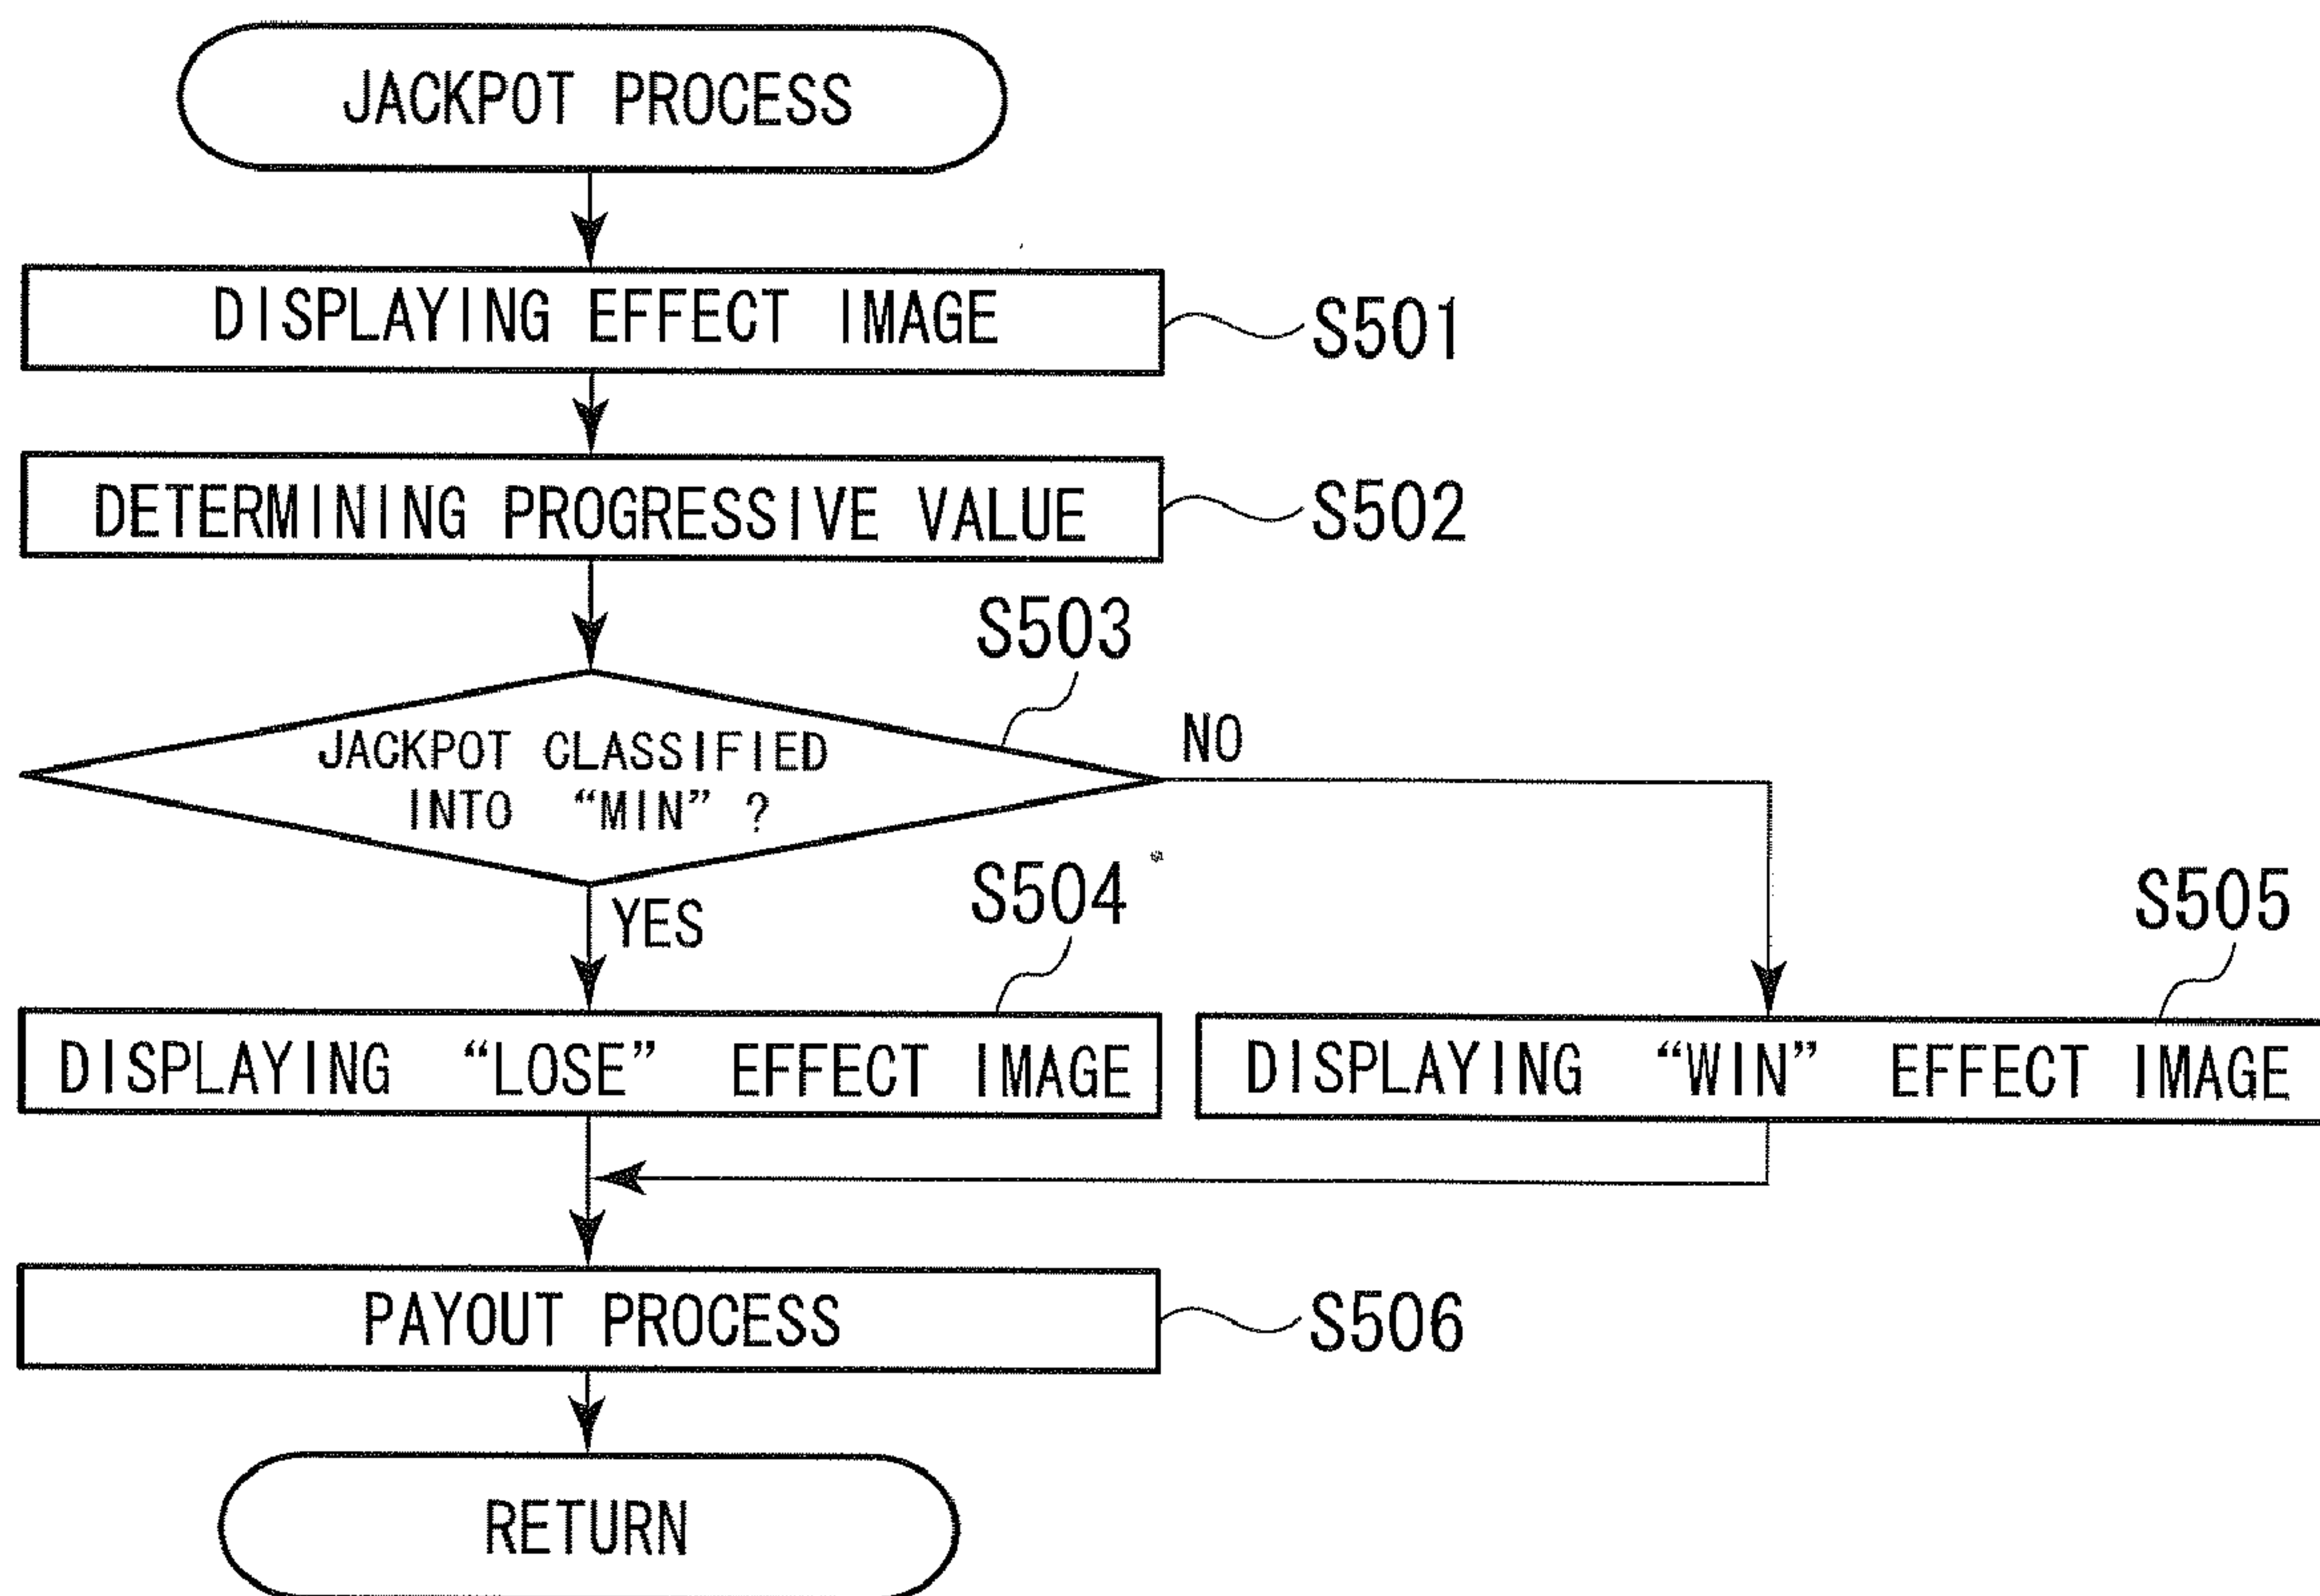 JACKPOT PROCESS
DISPLAYING EFFECT IMAGE
S501
DETERMINING PROGRESSIVE VALUE
S502
S503
JACKPOT CLASSIFIED
INTO “MIN” ?
NO
YES
S504
S505
DISPLAYING “LOSE” EFFECT IMAGE
DISPLAYING “WIN” EFFECT IMAGE
PAYOUT PROCESS
S506
RETURN